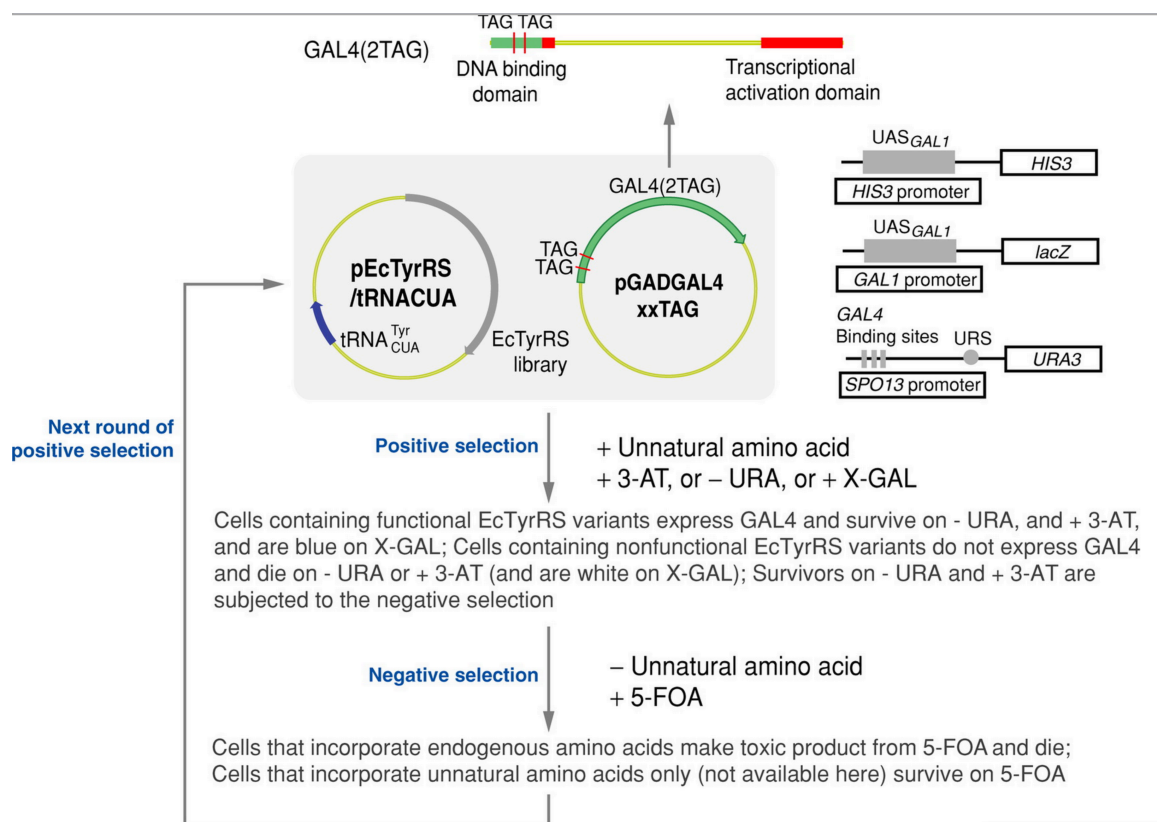 TAG TAG
GAL4(2TAG)
DNA binding
domain
Transcriptional
activation domain
GAL4(2TAG)
TAG
TAG
pEcTyrRS
/tRNACUA
tRNA Tyr CUA
EcTyrRS
library
pGADGAL4
xxTAG
UAS GAL1
HIS3
HIS3 promoter
UAS GAL1
lacZ
GAL1 promoter
GAL4
Binding sites
URS
URA3
SPO13 promoter
Next round of
positive selection
Positive selection
+ Unnatural amino acid
+ 3-AT, or – URA, or + X-GAL
Cells containing functional EcTyrRS variants express GAL4 and survive on - URA, and + 3-AT,
and are blue on X-GAL; Cells containing nonfunctional EcTyrRS variants do not express GAL4
and die on - URA or + 3-AT (and are white on X-GAL); Survivors on - URA and + 3-AT are
subjected to the negative selection
Negative selection
– Unnatural amino acid
+ 5-FOA
Cells that incorporate endogenous amino acids make toxic product from 5-FOA and die;
Cells that incorporate unnatural amino acids only (not available here) survive on 5-FOA